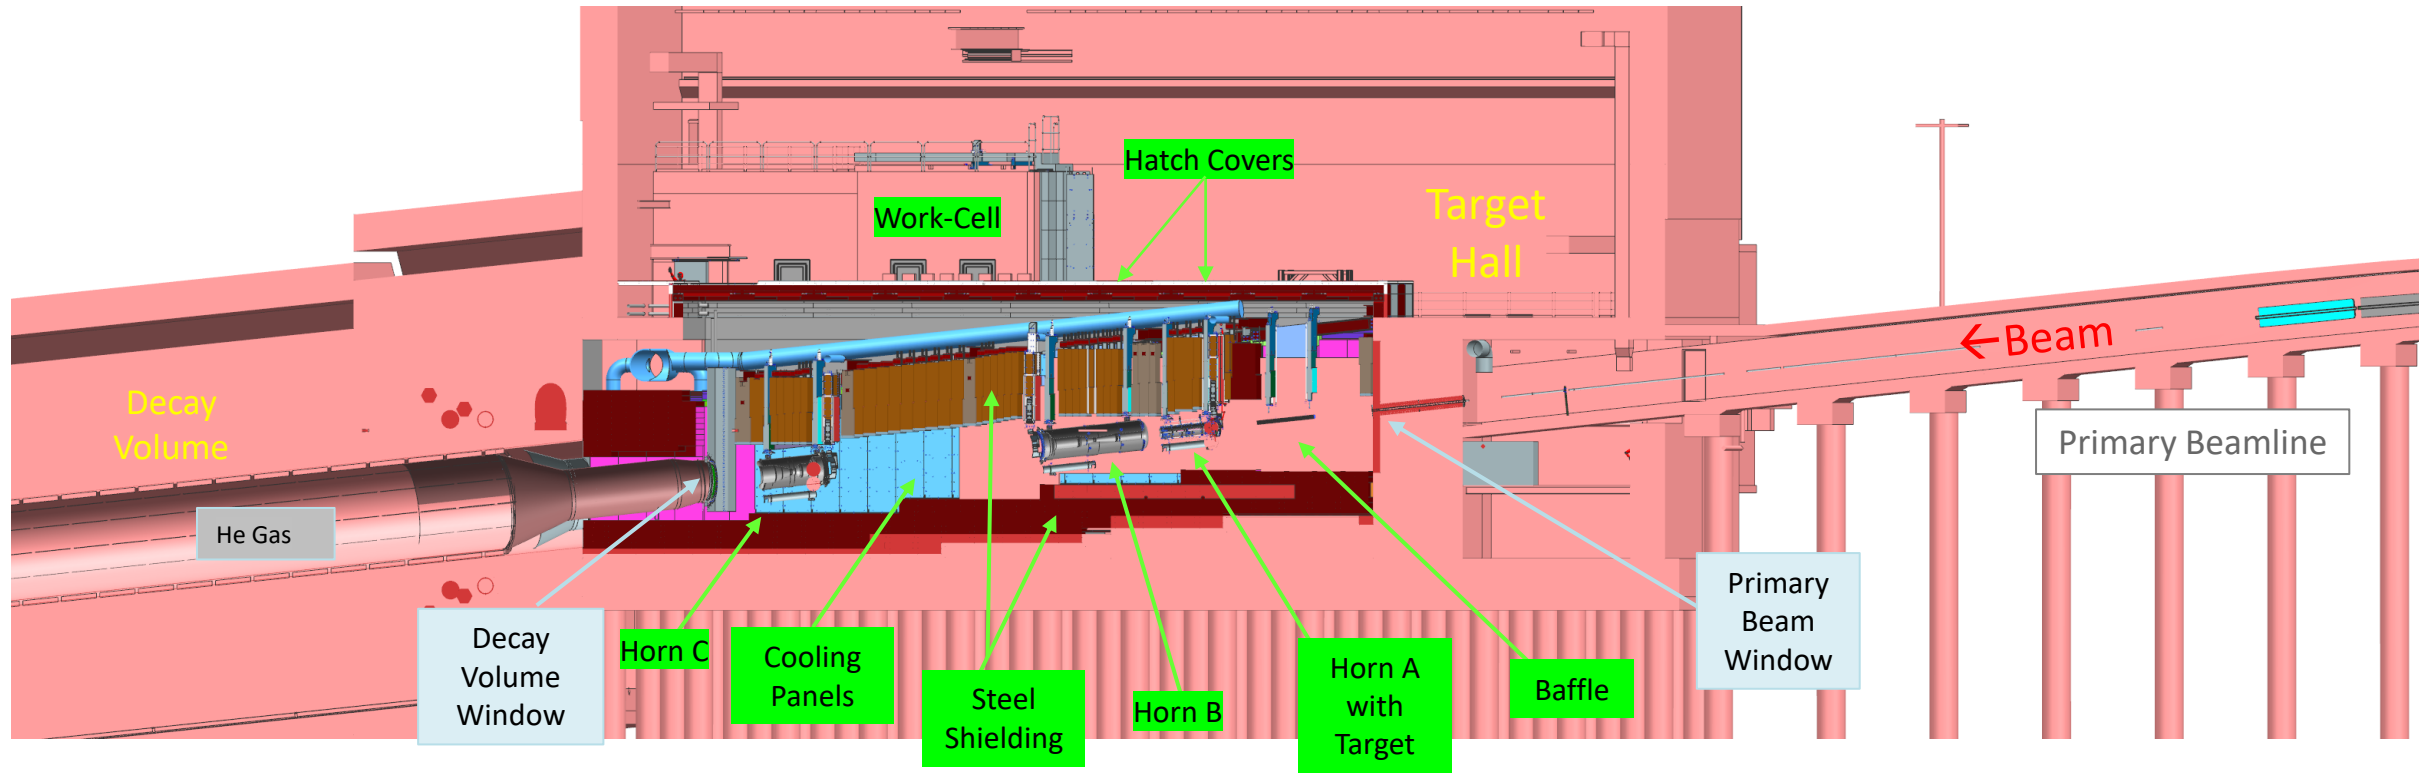 Hatch Covers
Work-Cell
Target
Hall
←Beam
Primary Beamline
Decay
Volume
He Gas
Decay
Volume
Window
Horn C
Cooling
Panels
Steel
Shielding
Horn B
Horn A
with
Target
Baffle
Primary
Beam
Window